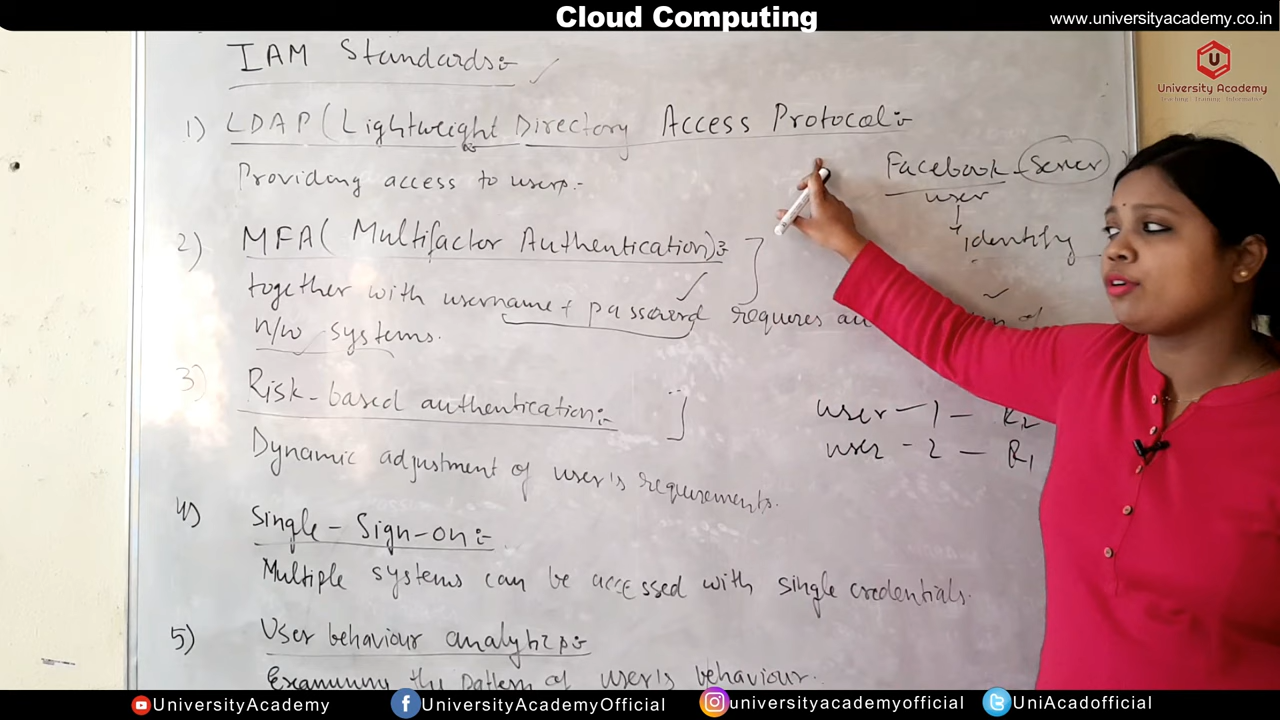 Cloud Computing
www.universityacademy.co.in
University Academy
IAM Standards:-
1) LDAP (Lightweight Directory Access Protocol:-
Providing access to users.-
Facebook - Server
user
Identify
2) MFA( Multifactor Authentication):-
together with username + password requires
n/w systems.
3) Risk-based authentication:-
Dynamic adjustment of user's requirements.
user - 1 - R2
user - 2 - R1
4) Single-Sign-on:-
Multiple systems can be accessed with single credentials.
5) User behaviour analytics:-
Examining the pattern of user's behaviour.
UniversityAcademy
UniversityAcademyOfficial
universityacademyofficial
UniAcadofficial